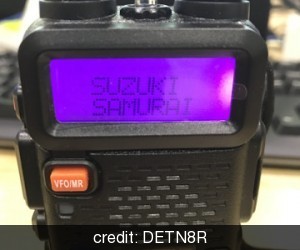 SUZUKI
SAMURAI
VFO/MR
credit: DETN8R